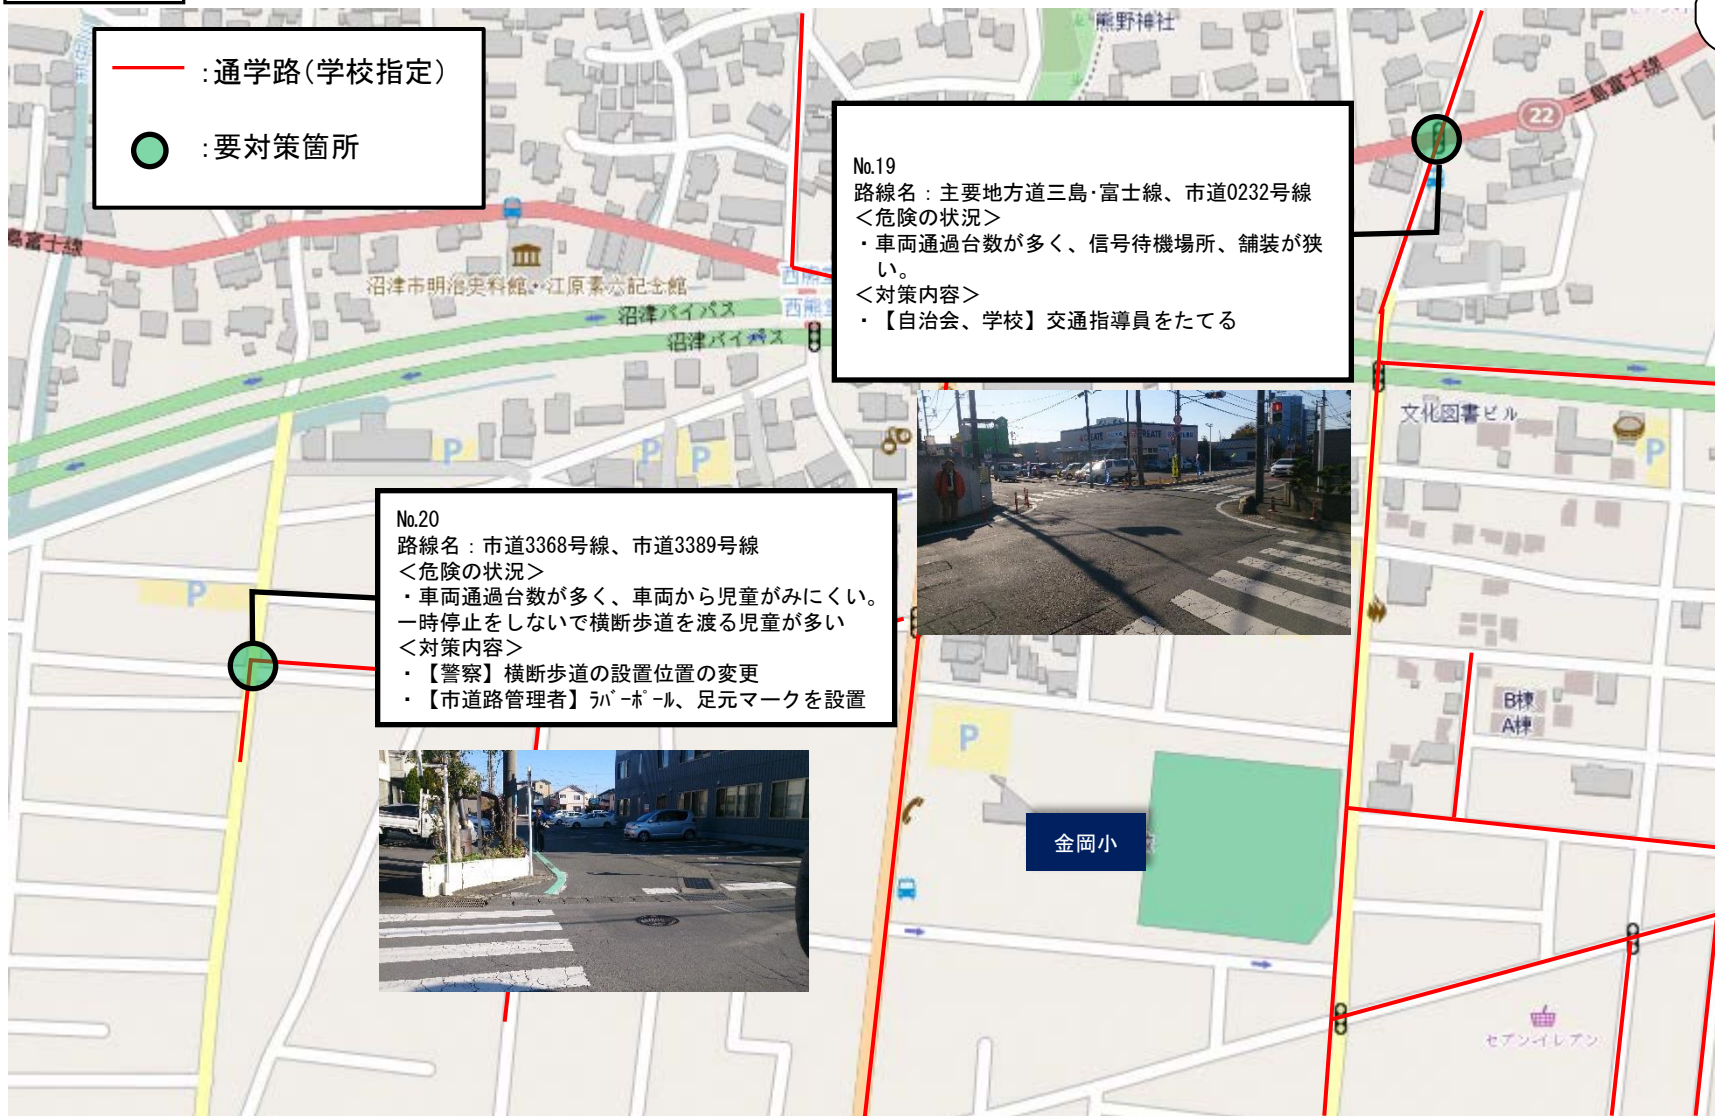 :通学路(学校指定)
:要対策箇所
熊野神社
三島富士線
22
No.19
路線名：主要地方道三島･富士線、市道0232号線
＜危険の状況＞
・車両通過台数が多く、信号待機場所、舗装が狭
い。
＜対策内容＞
・【自治会、学校】交通指導員をたてる
島富士線
沼津市明治史料館・江原素六記念館
沼津バイパス
沼津バイパス
西熊
西熊
文化図書ビル
P
P
P
P
CREATE
No.20
路線名：市道3368号線、市道3389号線
＜危険の状況＞
・車両通過台数が多く、車両から児童がみにくい。
一時停止をしないで横断歩道を渡る児童が多い
＜対策内容＞
・【警察】横断歩道の設置位置の変更
・【市道路管理者】ﾗﾊﾞｰﾎﾟｰﾙ、足元マークを設置
P
P
B棟
A棟
金岡小
セブンイレブン